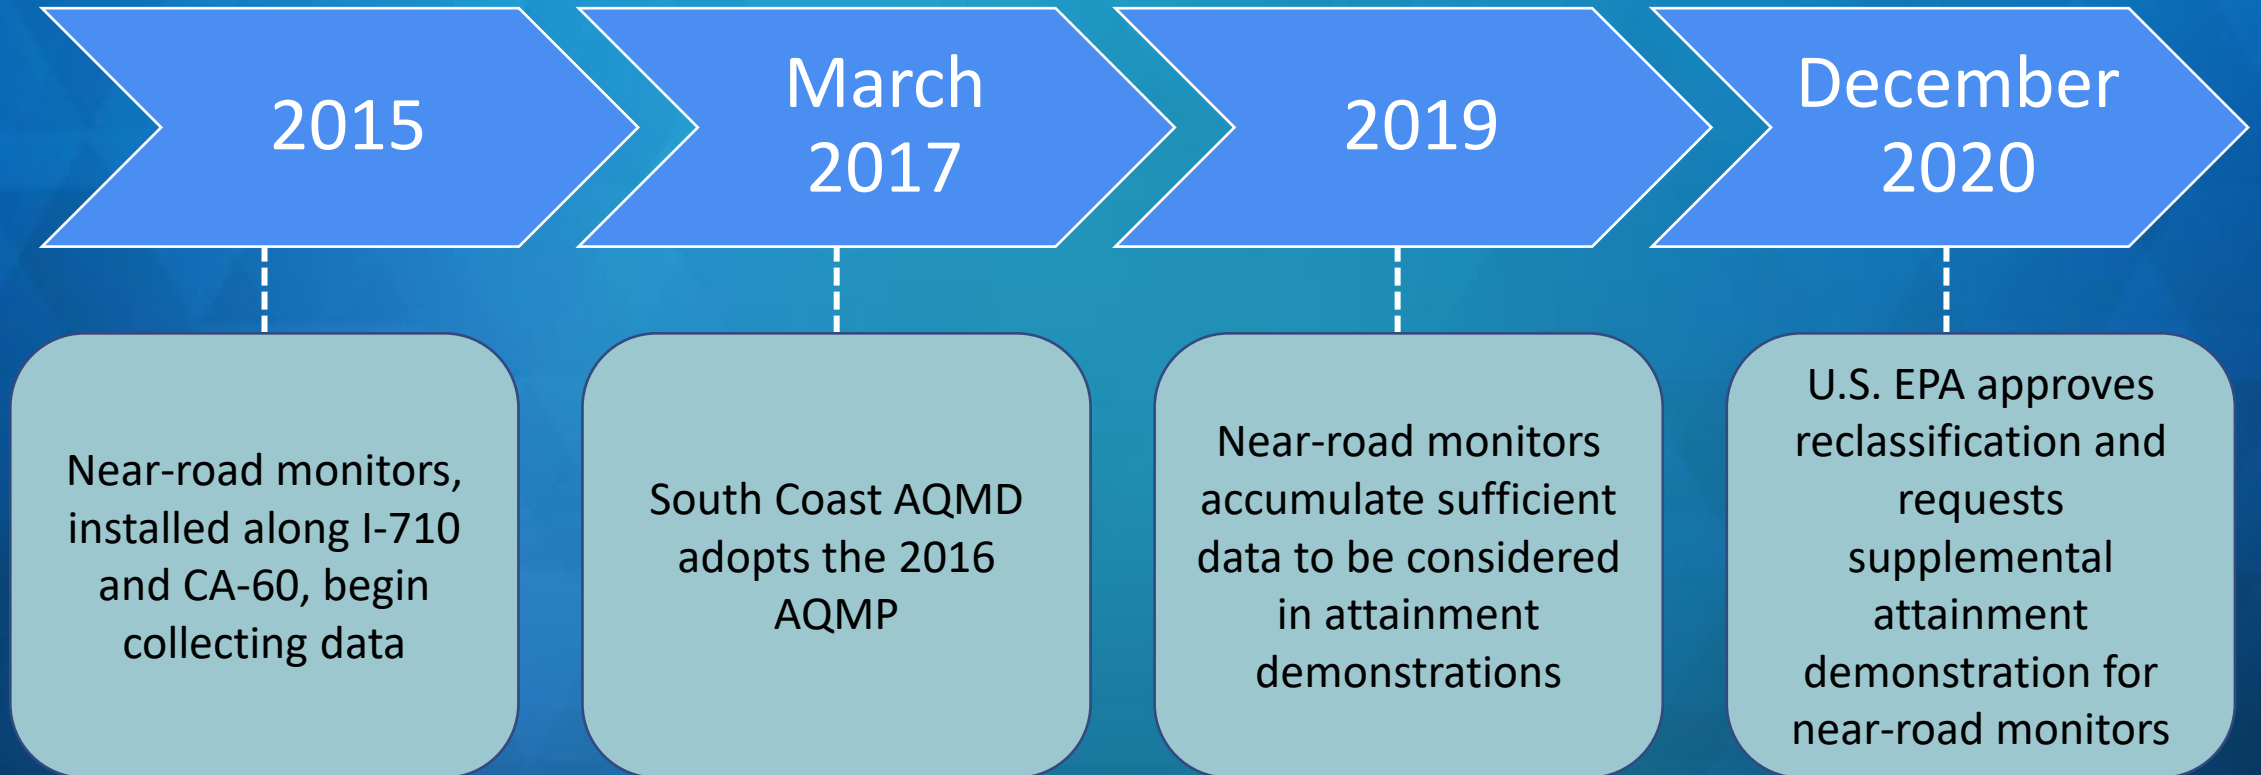 2015
March
2017
2019
December
2020
Near-road monitors,
installed along I-710
and CA-60, begin
collecting data
South Coast AQMD
adopts the 2016
AQMP
Near-road monitors
accumulate sufficient
data to be considered
in attainment
demonstrations
U.S. EPA approves
reclassification and
requests
supplemental
attainment
demonstration for
near-road monitors